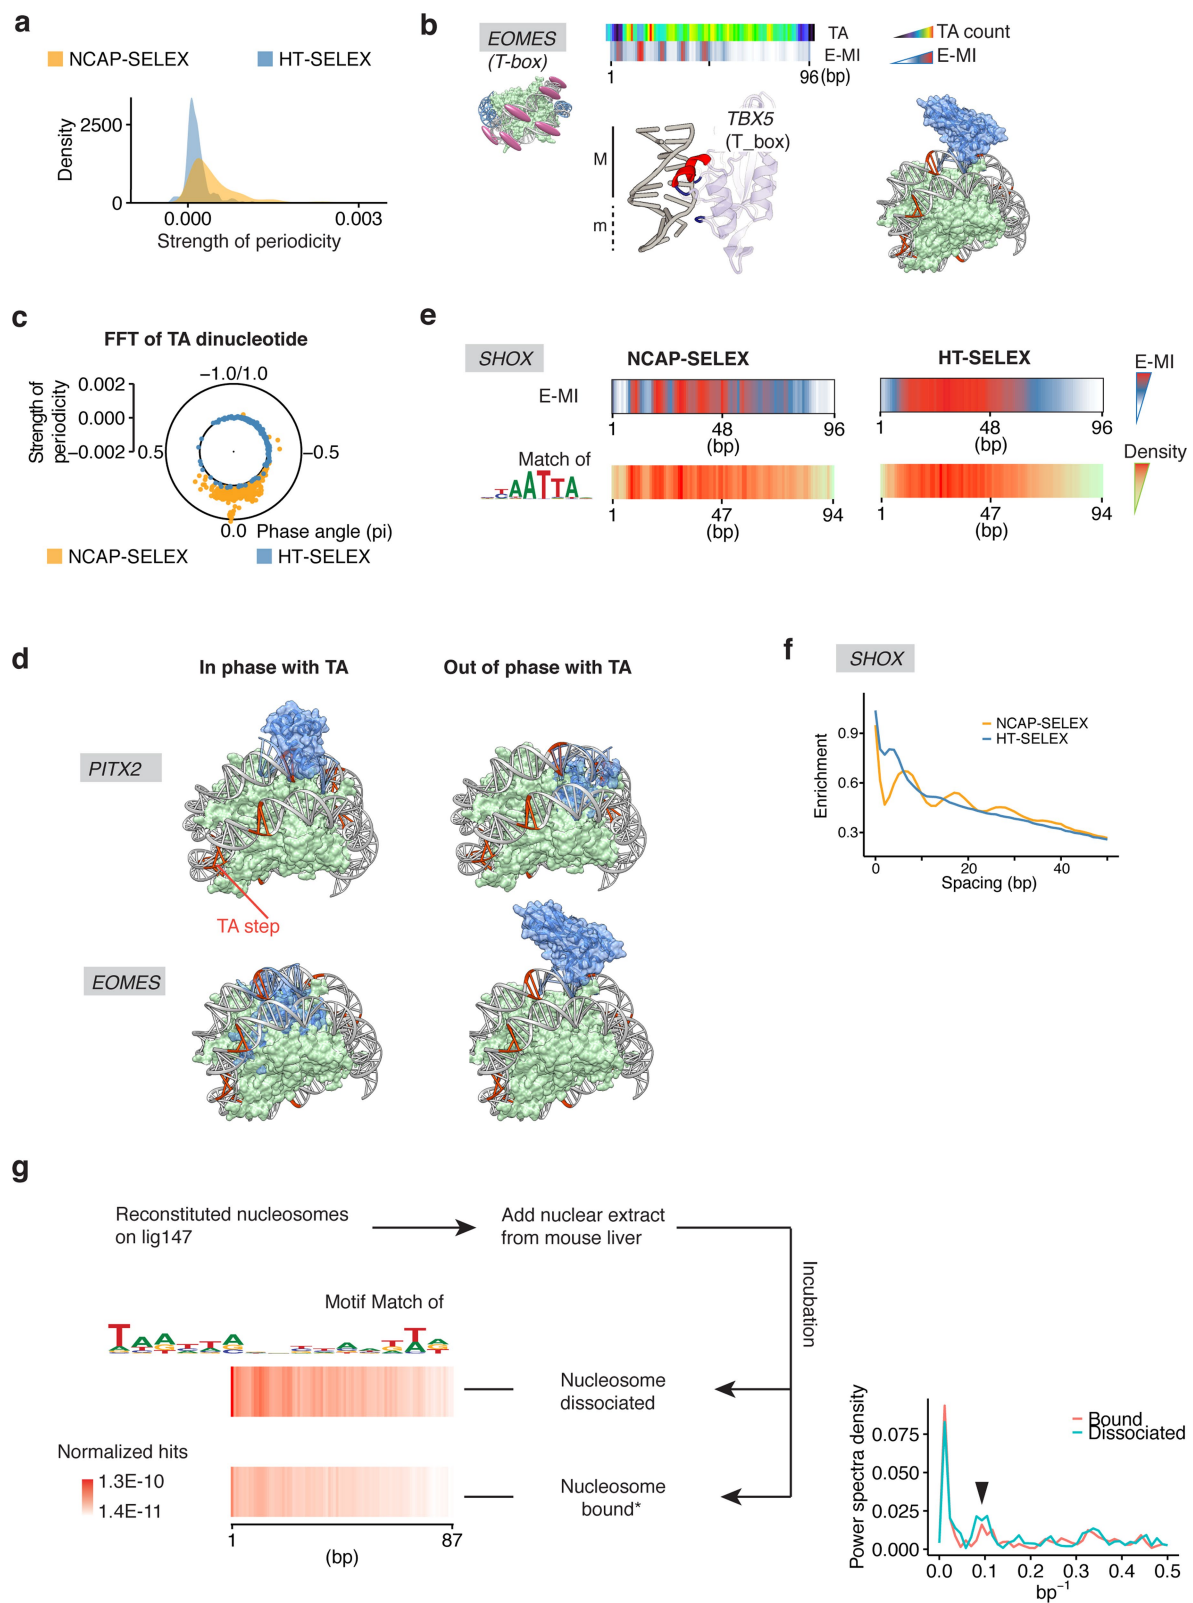 a
NCAP-SELEX
HT-SELEX
Density
2500
0
0.000
0.003
Strength of periodicity
b
EOMES
(T-box)
TA
E-MI
1
96 (bp)
TA count
E-MI
TBX5
(T_box)
M
m
c
FFT of TA dinucleotide
Strength of
periodicity
0.002
0.000
−0.002
−1.0/1.0
0.5
−0.5
0.0
Phase angle (pi)
NCAP-SELEX
HT-SELEX
e
SHOX
NCAP-SELEX
HT-SELEX
E-MI
E-MI
1
48
96
(bp)
1
48
96
(bp)
Match of
TAATTA
Density
1
47
94
(bp)
1
47
94
(bp)
d
In phase with TA
Out of phase with TA
PITX2
TA step
EOMES
f
SHOX
NCAP-SELEX
HT-SELEX
Enrichment
0.9
0.6
0.3
0
20
40
Spacing (bp)
g
Reconstituted nucleosomes
on lig147
Add nuclear extract
from mouse liver
Incubation
Motif Match of
Nucleosome
dissociated
Nucleosome
bound*
Normalized hits
1.3E-10
1.4E-11
1
87
(bp)
Power spectra density
0.075
0.050
0.025
0.000
Bound
Dissociated
0.0
0.1
0.2
0.3
0.4
0.5
bp⁻¹